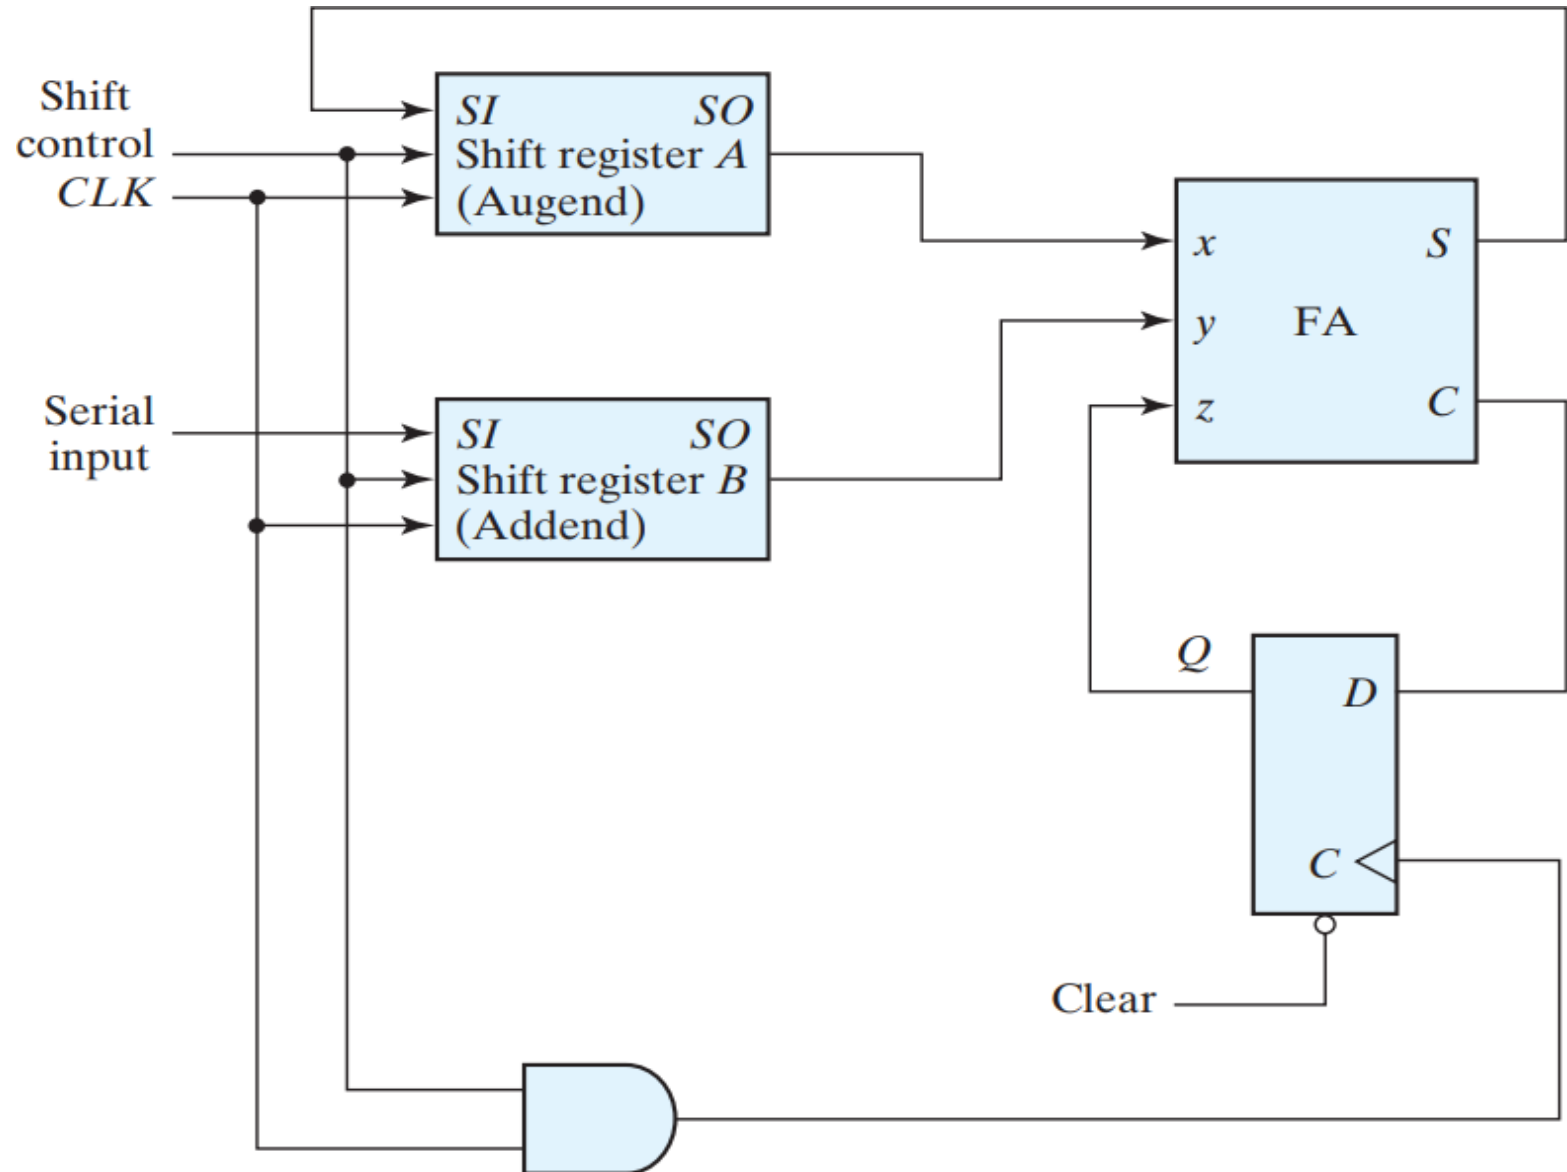 Shift
control
CLK
SI SO
Shift register A
(Augend)
x S
y FA
z C
Serial
input
SI SO
Shift register B
(Addend)
Q
D
C
Clear